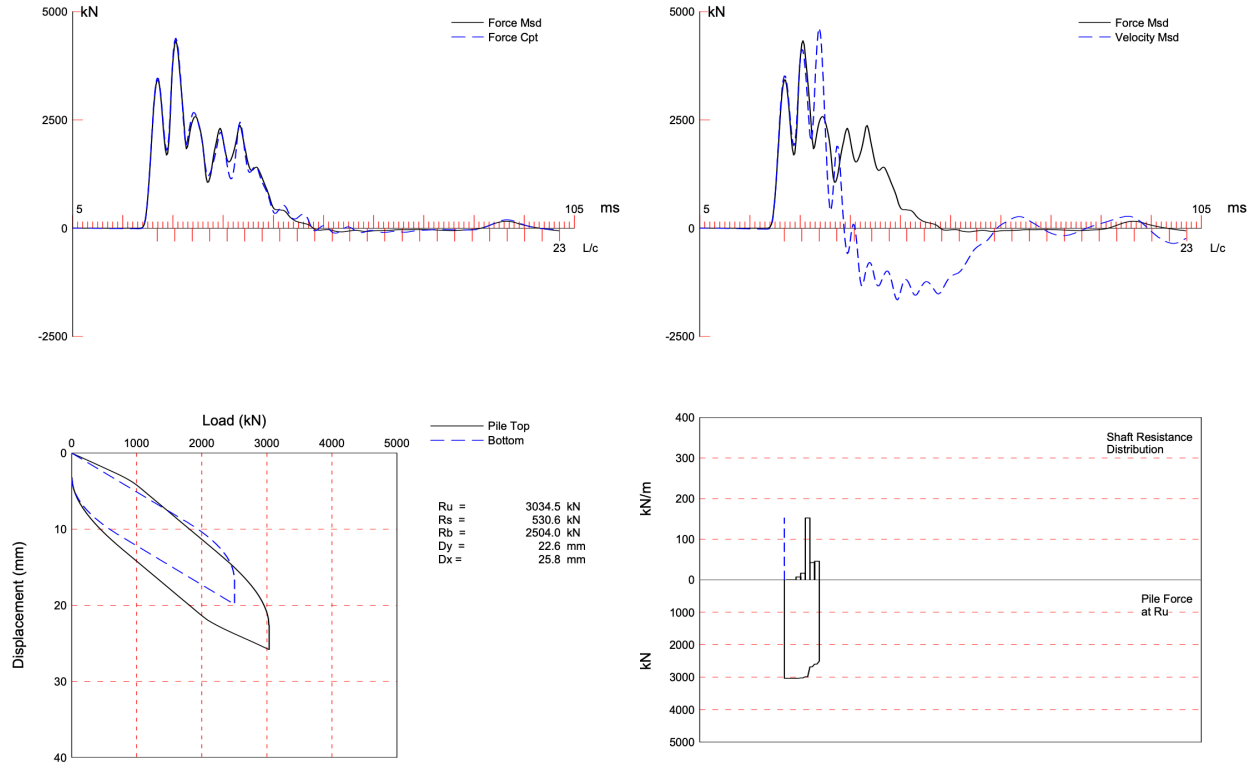 5000
kN
Force Msd
Force Cpt
2500
5
105
ms
0
23
L/c
-2500
5000
kN
Force Msd
Velocity Msd
2500
5
105
ms
0
23
L/c
-2500
Load (kN)
0 1000 2000 3000 4000 5000
Pile Top
Bottom
0
10
20
30
40
Displacement (mm)
Ru = 3034.5 kN
Rs = 530.6 kN
Rb = 2504.0 kN
Dy = 22.6 mm
Dx = 25.8 mm
400
Shaft Resistance
Distribution
300
kN/m
200
100
0
Pile Force
at Ru
1000
2000
kN
3000
4000
5000